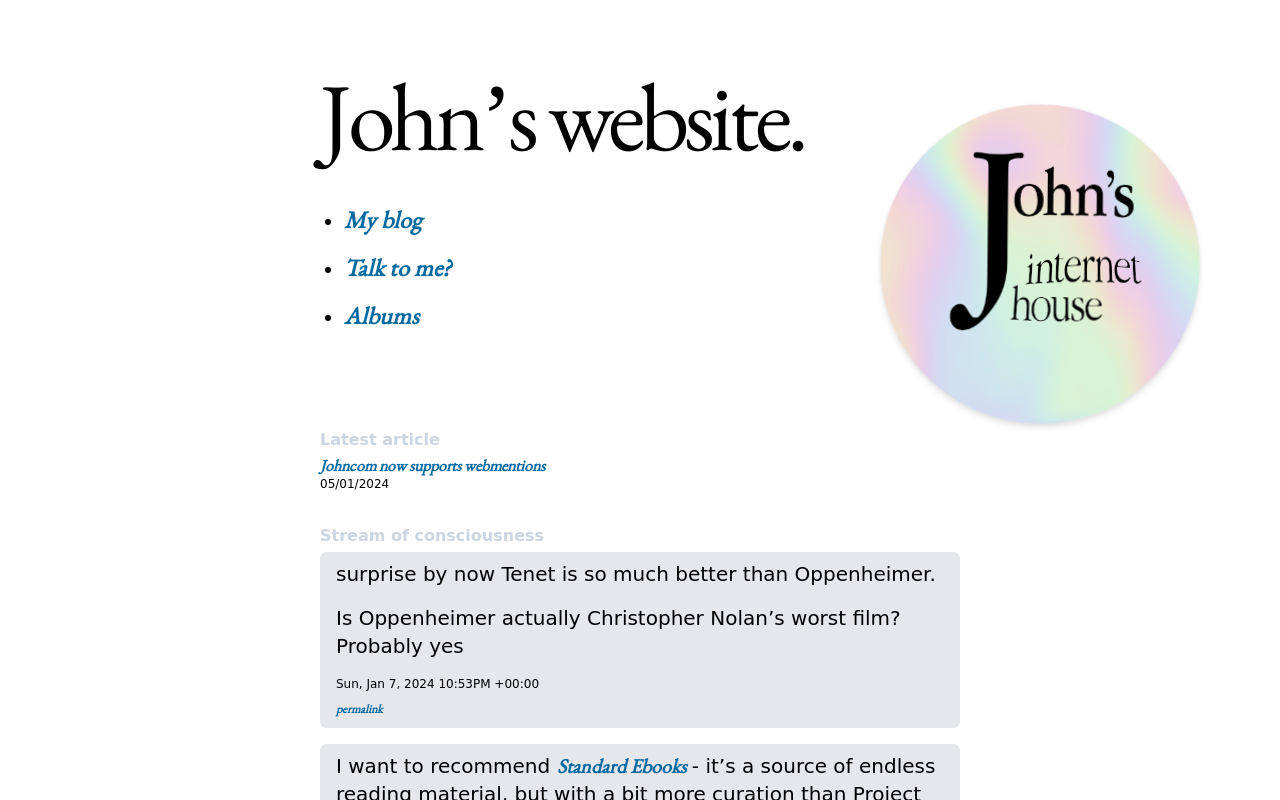 John’s website.
My blog
Talk to me?
Albums
John’s
internet
house
Latest article
Johncom now supports webmentions
05/01/2024
Stream of consciousness
surprise by now Tenet is so much better than Oppenheimer.
Is Oppenheimer actually Christopher Nolan’s worst film?
Probably yes
Sun, Jan 7, 2024 10:53PM +00:00
permalink
I want to recommend Standard Ebooks - it’s a source of endless
reading material, but with a bit more curation than Project